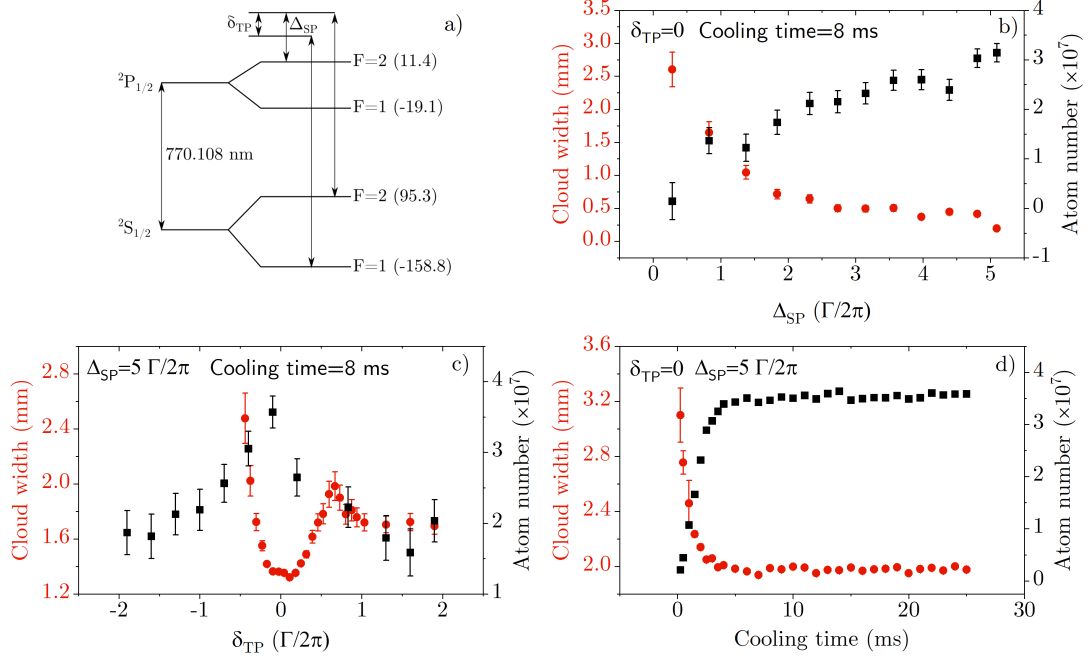 a)
δTP
ΔSP
F=2 (11.4)
²P1/2
F=1 (-19.1)
770.108 nm
F=2 (95.3)
²S1/2
F=1 (-158.8)
δTP=0 Cooling time=8 ms b)
3.5
3.0
2.5
2.0
1.5
1.0
0.5
0.0
Cloud width (mm)
4
3
2
1
0
-1
Atom number (×10⁷)
0 1 2 3 4 5
ΔSP (Γ/2π)
ΔSP=5 Γ/2π Cooling time=8 ms c)
2.8
2.4
2.0
1.6
1.2
Cloud width (mm)
4
3
2
1
Atom number (×10⁷)
-2 -1 0 1 2
δTP (Γ/2π)
δTP=0 ΔSP=5 Γ/2π d)
3.6
3.2
2.8
2.4
2.0
Cloud width (mm)
4
3
2
1
0
Atom number (×10⁷)
0 10 20 30
Cooling time (ms)